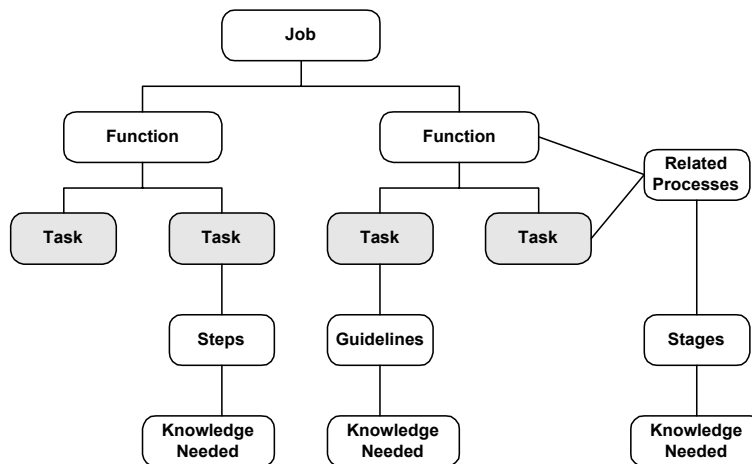 Job
Function
Function
Related
Processes
Task
Task
Task
Task
Steps
Guidelines
Stages
Knowledge
Needed
Knowledge
Needed
Knowledge
Needed